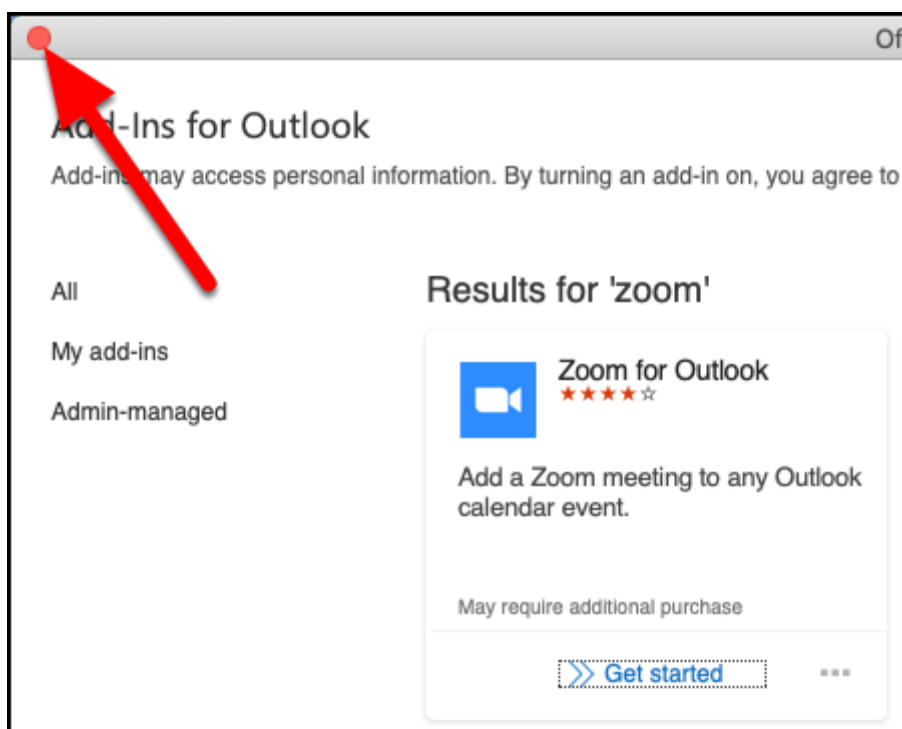 Of
Add-Ins for Outlook
Add-ins may access personal information. By turning an add-in on, you agree to
All
My add-ins
Admin-managed
Results for 'zoom'
Zoom for Outlook
Add a Zoom meeting to any Outlook
calendar event.
May require additional purchase
Get started